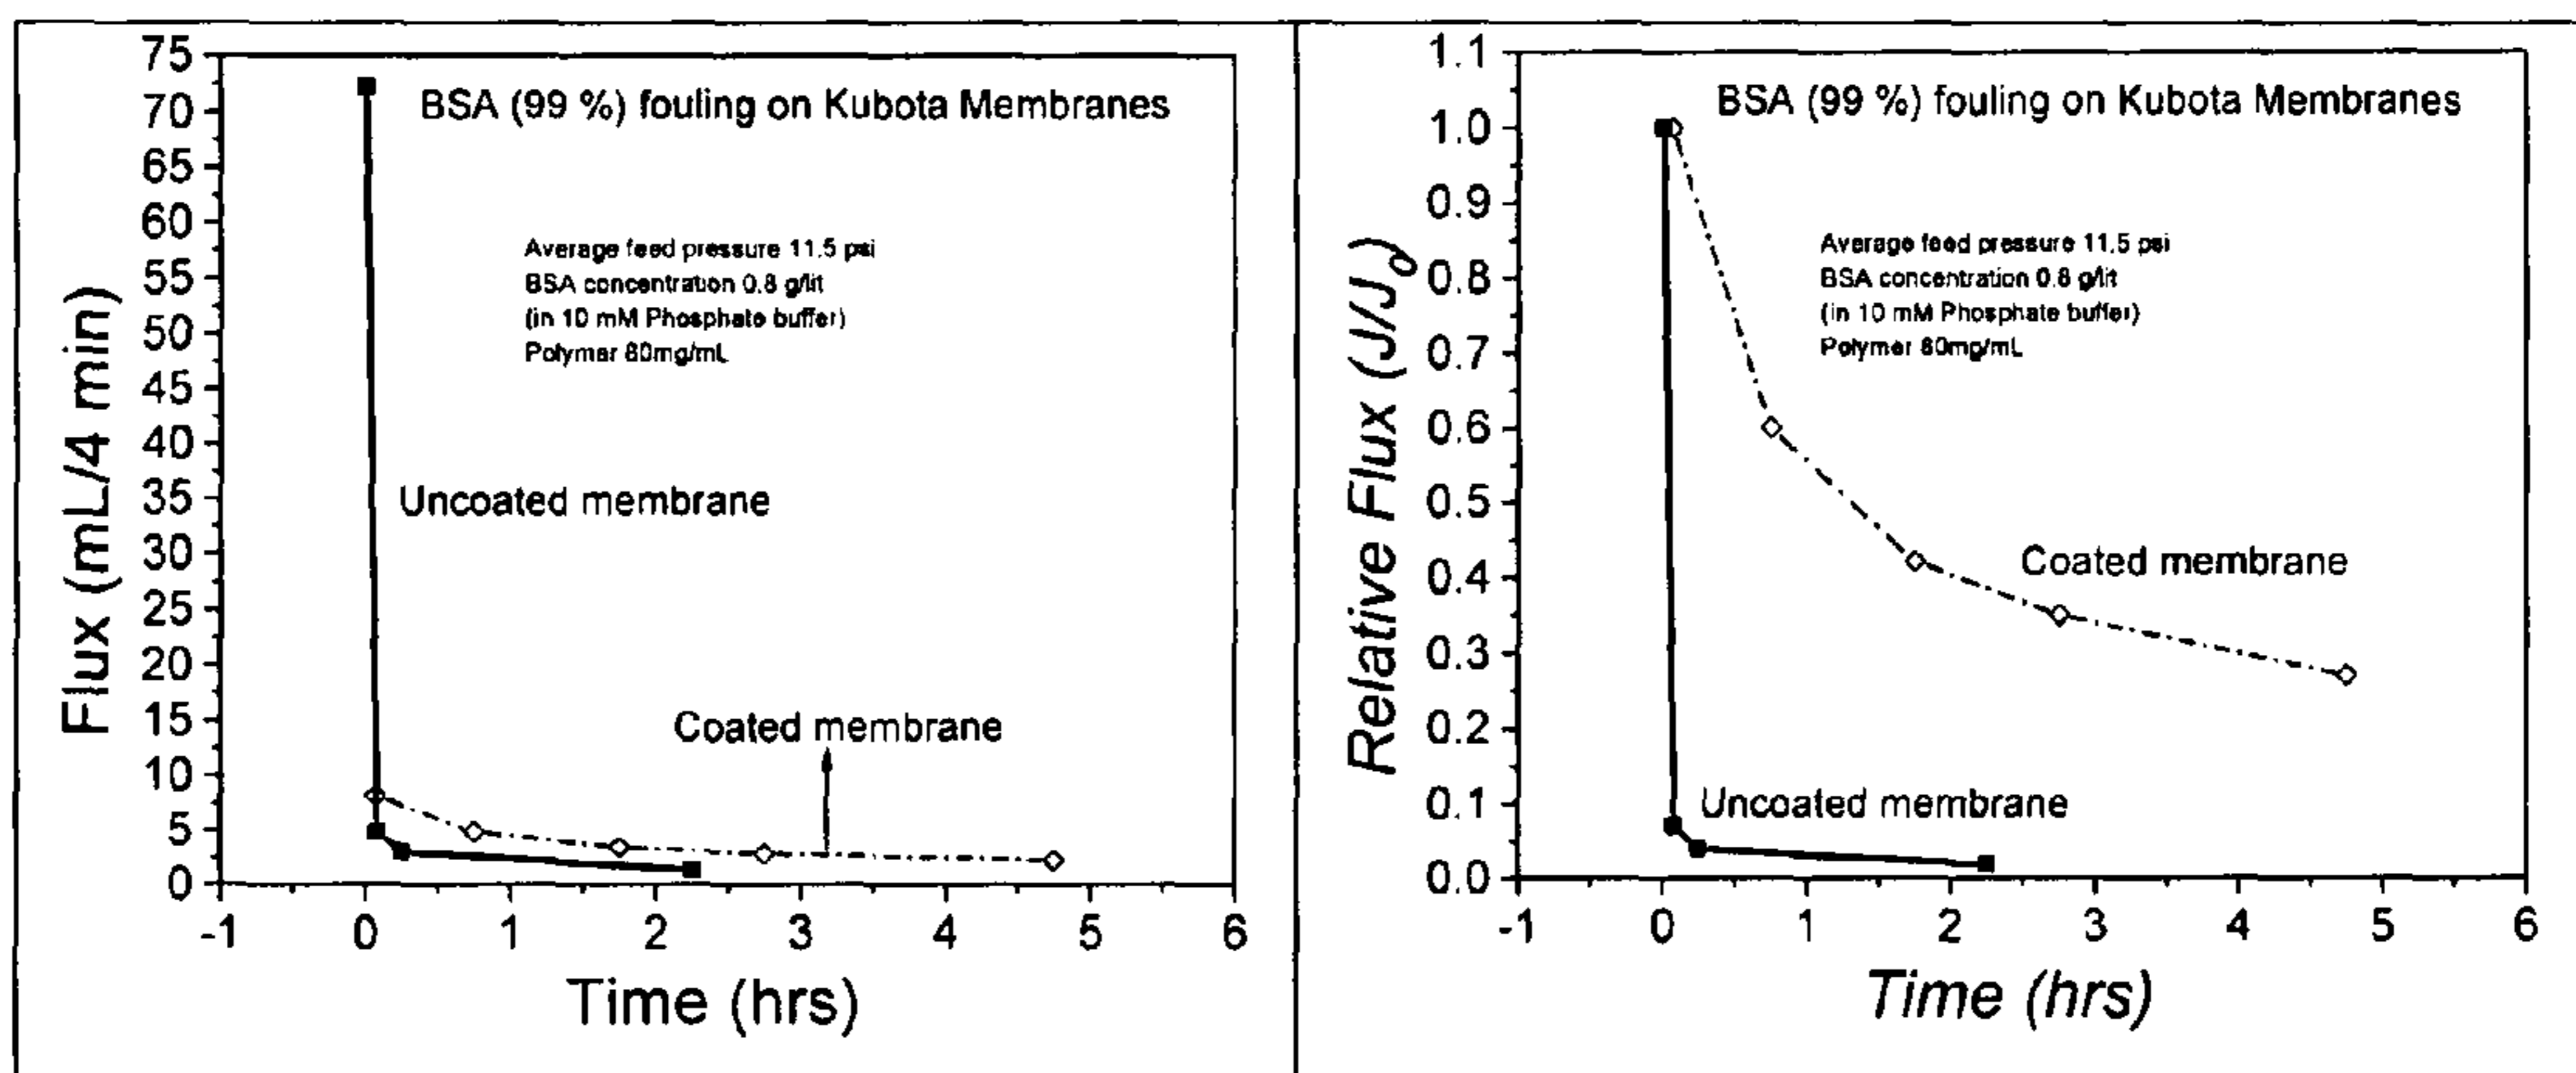 BSA (99 %) fouling on Kubota Membranes
Average feed pressure 11.5 psi
BSA concentration 0.8 g/lit
(in 10 mM Phosphate buffer)
Polymer 80mg/mL
Uncoated membrane
Coated membrane
Flux (mL/4 min)
75
70
65
60
55
50
45
40
35
30
25
20
15
10
5
0
-1 0 1 2 3 4 5 6
Time (hrs)
BSA (99 %) fouling on Kubota Membranes
Average feed pressure 11.5 psi
BSA concentration 0.8 g/lit
(in 10 mM Phosphate buffer)
Polymer 80mg/mL
Coated membrane
Uncoated membrane
Relative Flux (J/J0)
1.1
1.0
0.9
0.8
0.7
0.6
0.5
0.4
0.3
0.2
0.1
0.0
-1 0 1 2 3 4 5 6
Time (hrs)